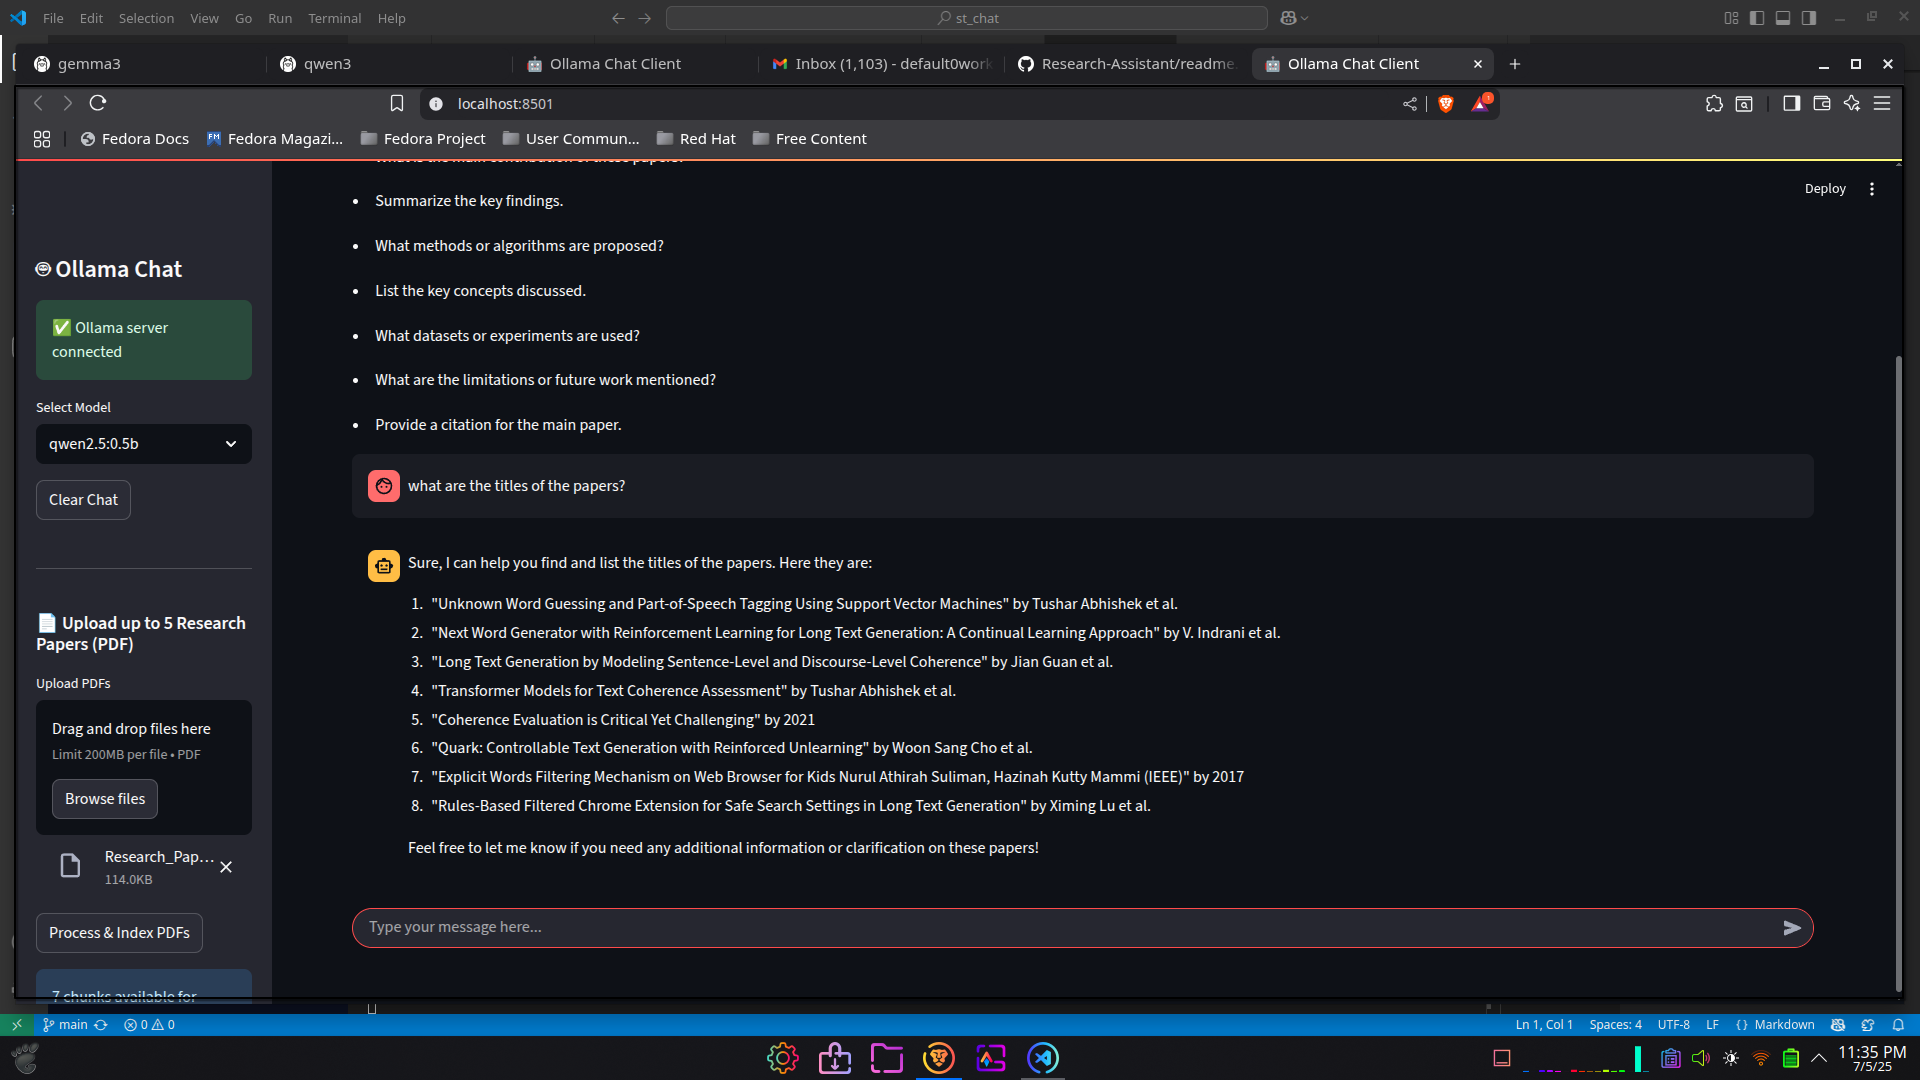 File Edit Selection View Go Run Terminal Help
st_chat
gemma3
qwen3
Ollama Chat Client
Inbox (1,103) - default0work
Research-Assistant/readme.
Ollama Chat Client
localhost:8501
1
Fedora Docs
FM Fedora Magazi...
Fedora Project
User Commun...
Red Hat
Free Content
Deploy
Ollama Chat
✅ Ollama server
connected
Select Model
qwen2.5:0.5b
Clear Chat
📄 Upload up to 5 Research
Papers (PDF)
Upload PDFs
Drag and drop files here
Limit 200MB per file • PDF
Browse files
Research_Pap...
114.0KB
Process & Index PDFs
7 chunks available for
What is the main contribution of these papers?
• Summarize the key findings.
• What methods or algorithms are proposed?
• List the key concepts discussed.
• What datasets or experiments are used?
• What are the limitations or future work mentioned?
• Provide a citation for the main paper.
what are the titles of the papers?
Sure, I can help you find and list the titles of the papers. Here they are:
1. "Unknown Word Guessing and Part-of-Speech Tagging Using Support Vector Machines" by Tushar Abhishek et al.
2. "Next Word Generator with Reinforcement Learning for Long Text Generation: A Continual Learning Approach" by V. Indrani et al.
3. "Long Text Generation by Modeling Sentence-Level and Discourse-Level Coherence" by Jian Guan et al.
4. "Transformer Models for Text Coherence Assessment" by Tushar Abhishek et al.
5. "Coherence Evaluation is Critical Yet Challenging" by 2021
6. "Quark: Controllable Text Generation with Reinforced Unlearning" by Woon Sang Cho et al.
7. "Explicit Words Filtering Mechanism on Web Browser for Kids Nurul Athirah Suliman, Hazinah Kutty Mammi (IEEE)" by 2017
8. "Rules-Based Filtered Chrome Extension for Safe Search Settings in Long Text Generation" by Ximing Lu et al.
Feel free to let me know if you need any additional information or clarification on these papers!
Type your message here...
main 0 0
Ln 1, Col 1 Spaces: 4 UTF-8 LF {} Markdown
11:35 PM
7/5/25